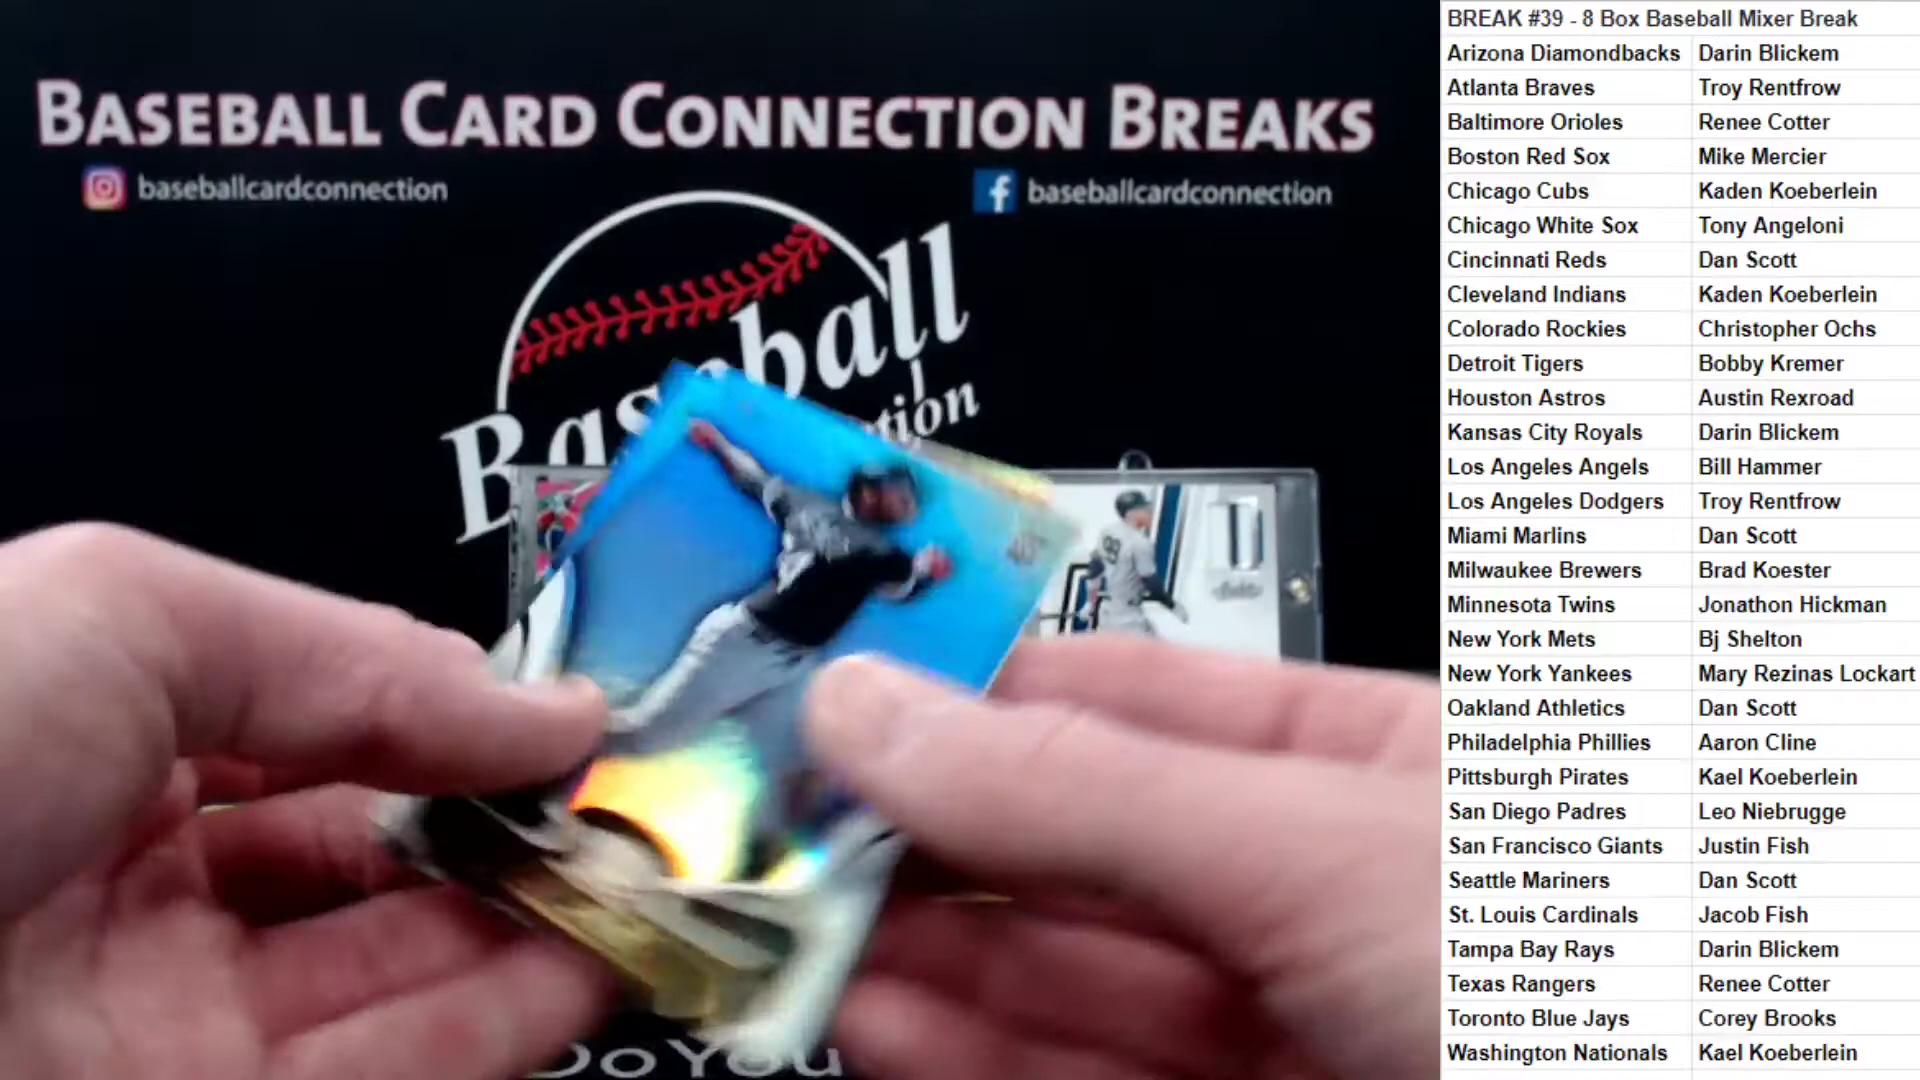 BASEBALL CARD CONNECTION BREAKS
baseballcardconnection
baseballcardconnection
Baseball
DoYou
BREAK #39 - 8 Box Baseball Mixer Break
Arizona Diamondbacks Darin Blickem
Atlanta Braves Troy Rentfrow
Baltimore Orioles Renee Cotter
Boston Red Sox Mike Mercier
Chicago Cubs Kaden Koeberlein
Chicago White Sox Tony Angeloni
Cincinnati Reds Dan Scott
Cleveland Indians Kaden Koeberlein
Colorado Rockies Christopher Ochs
Detroit Tigers Bobby Kremer
Houston Astros Austin Rexroad
Kansas City Royals Darin Blickem
Los Angeles Angels Bill Hammer
Los Angeles Dodgers Troy Rentfrow
Miami Marlins Dan Scott
Milwaukee Brewers Brad Koester
Minnesota Twins Jonathon Hickman
New York Mets Bj Shelton
New York Yankees Mary Rezinas Lockart
Oakland Athletics Dan Scott
Philadelphia Phillies Aaron Cline
Pittsburgh Pirates Kael Koeberlein
San Diego Padres Leo Niebrugge
San Francisco Giants Justin Fish
Seattle Mariners Dan Scott
St. Louis Cardinals Jacob Fish
Tampa Bay Rays Darin Blickem
Texas Rangers Renee Cotter
Toronto Blue Jays Corey Brooks
Washington Nationals Kael Koeberlein